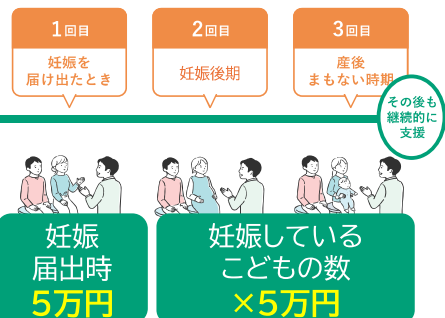 1回目
妊娠を
届け出たとき
2回目
妊娠後期
3回目
産後
まもない時期
その後も
継続的に
支援
妊娠
届出時
5万円
妊娠している
こどもの数
×5万円